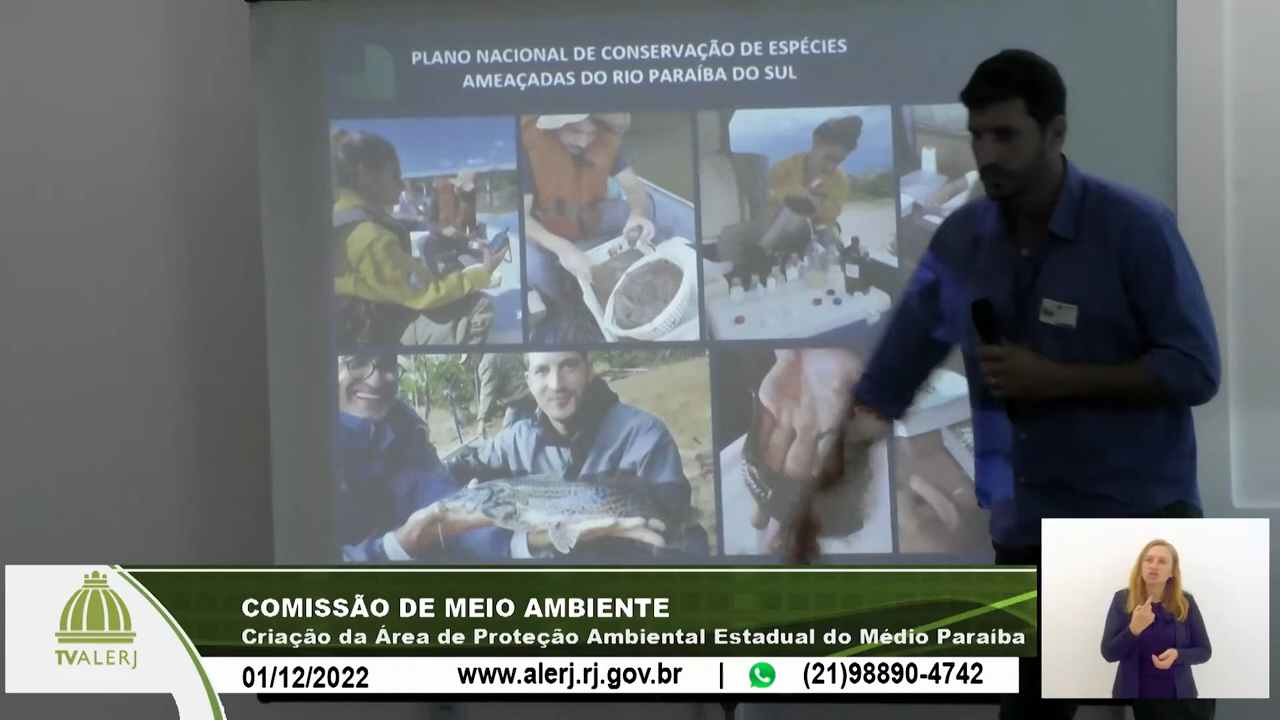 PLANO NACIONAL DE CONSERVAÇÃO DE ESPÉCIES
AMEAÇADAS DO RIO PARAÍBA DO SUL
COMISSÃO DE MEIO AMBIENTE
Criação da Área de Proteção Ambiental Estadual do Médio Paraíba
TVALERJ
01/12/2022 www.alerj.rj.gov.br | (21)98890-4742